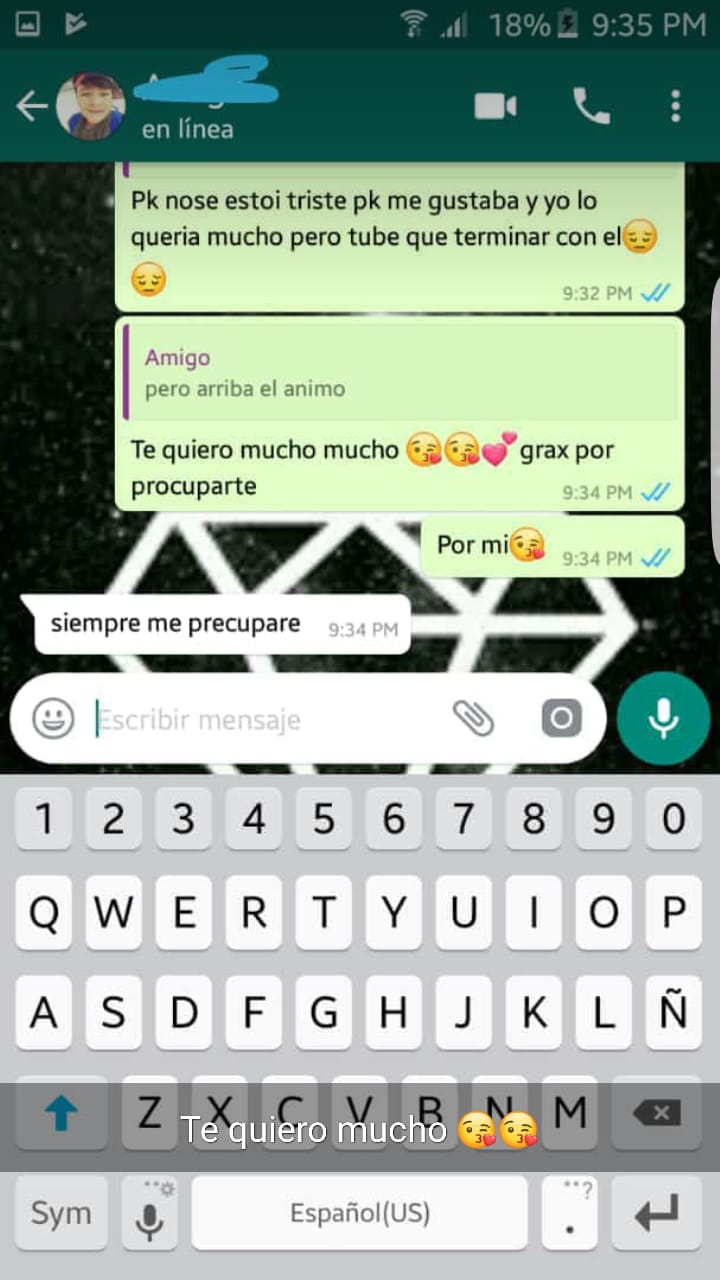 18% 9:35 PM
en línea
Pk nose estoi triste pk me gustaba y yo lo
queria mucho pero tube que terminar con el😔
😔
9:32 PM
Amigo
pero arriba el animo
Te quiero mucho mucho 😘😘💕 grax por
procuparte
9:34 PM
Por mi😘 9:34 PM
siempre me precupare 9:34 PM
Escribir mensaje
1 2 3 4 5 6 7 8 9 0
Q W E R T Y U I O P
A S D F G H J K L Ñ
Z X C V B N M
Te quiero mucho 😘😘
Sym Español(US) . ?